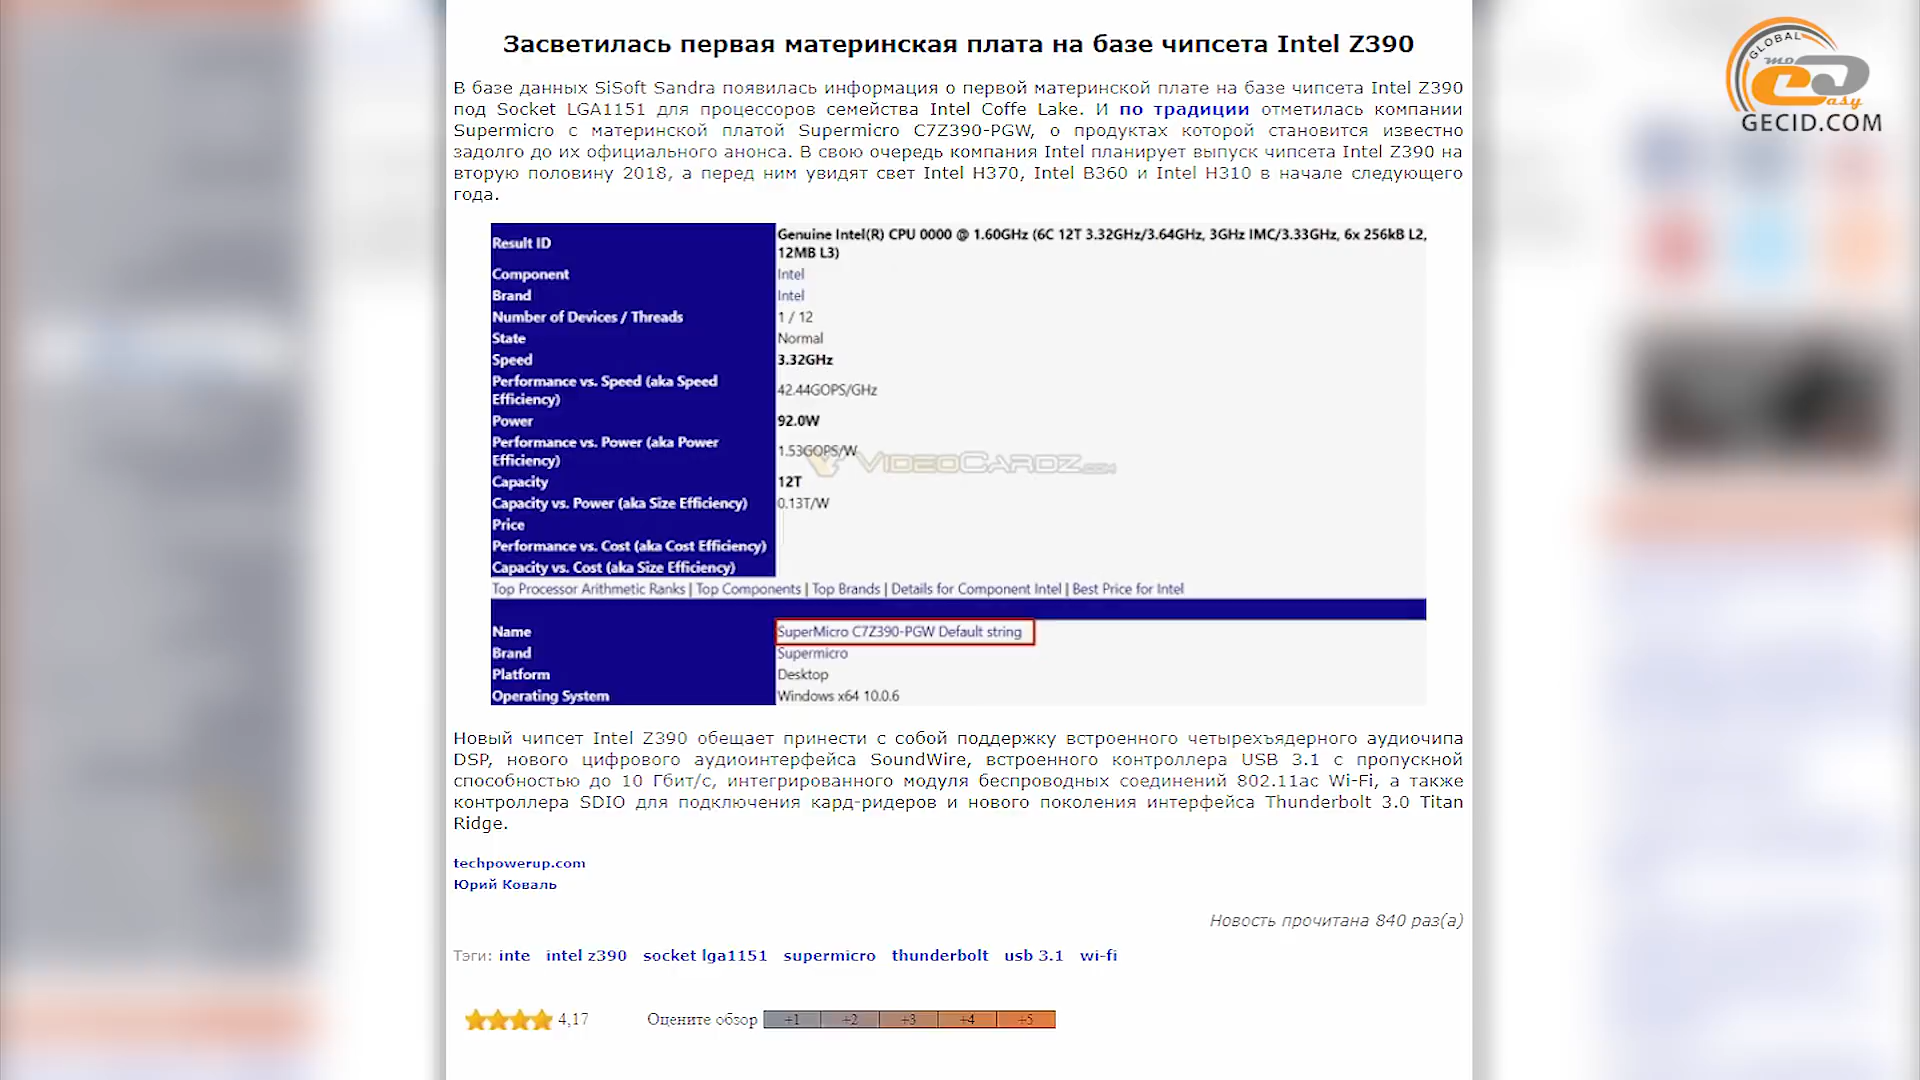 Засветилась первая материнская плата на базе чипсета Intel Z390
GLOBAL
mo
easy
GECID.COM
В базе данных SiSoft Sandra появилась информация о первой материнской плате на базе чипсета Intel Z390
под Socket LGA1151 для процессоров семейства Intel Coffe Lake. И по традиции отметилась компании
Supermicro с материнской платой Supermicro C7Z390-PGW, о продуктах которой становится известно
задолго до их официального анонса. В свою очередь компания Intel планирует выпуск чипсета Intel Z390 на
вторую половину 2018, а перед ним увидят свет Intel H370, Intel B360 и Intel H310 в начале следующего
года.
Result ID Genuine Intel(R) CPU 0000 @ 1.60GHz (6C 12T 3.32GHz/3.64GHz, 3GHz IMC/3.33GHz, 6x 256kB L2,
12MB L3)
Component Intel
Brand Intel
Number of Devices / Threads 1 / 12
State Normal
Speed 3.32GHz
Performance vs. Speed (aka Speed
Efficiency) 42.44GOPS/GHz
Power 92.0W
Performance vs. Power (aka Power
Efficiency) 1.53GOPS/W
VIDEOCARDZ.COM
Capacity 12T
Capacity vs. Power (aka Size Efficiency) 0.13T/W
Price
Performance vs. Cost (aka Cost Efficiency)
Capacity vs. Cost (aka Size Efficiency)
Top Processor Arithmetic Ranks | Top Components | Top Brands | Details for Component Intel | Best Price for Intel
Name SuperMicro C7Z390-PGW Default string
Brand Supermicro
Platform Desktop
Operating System Windows x64 10.0.6
Новый чипсет Intel Z390 обещает принести с собой поддержку встроенного четырехъядерного аудиочипа
DSP, нового цифрового аудиоинтерфейса SoundWire, встроенного контроллера USB 3.1 с пропускной
способностью до 10 Гбит/с, интегрированного модуля беспроводных соединений 802.11ac Wi-Fi, а также
контроллера SDIO для подключения кард-ридеров и нового поколения интерфейса Thunderbolt 3.0 Titan
Ridge.
techpowerup.com
Юрий Коваль
Новость прочитана 840 раз(а)
Тэги: inte intel z390 socket lga1151 supermicro thunderbolt usb 3.1 wi-fi
4,17 Оцените обзор +1 +2 +3 +4 +5